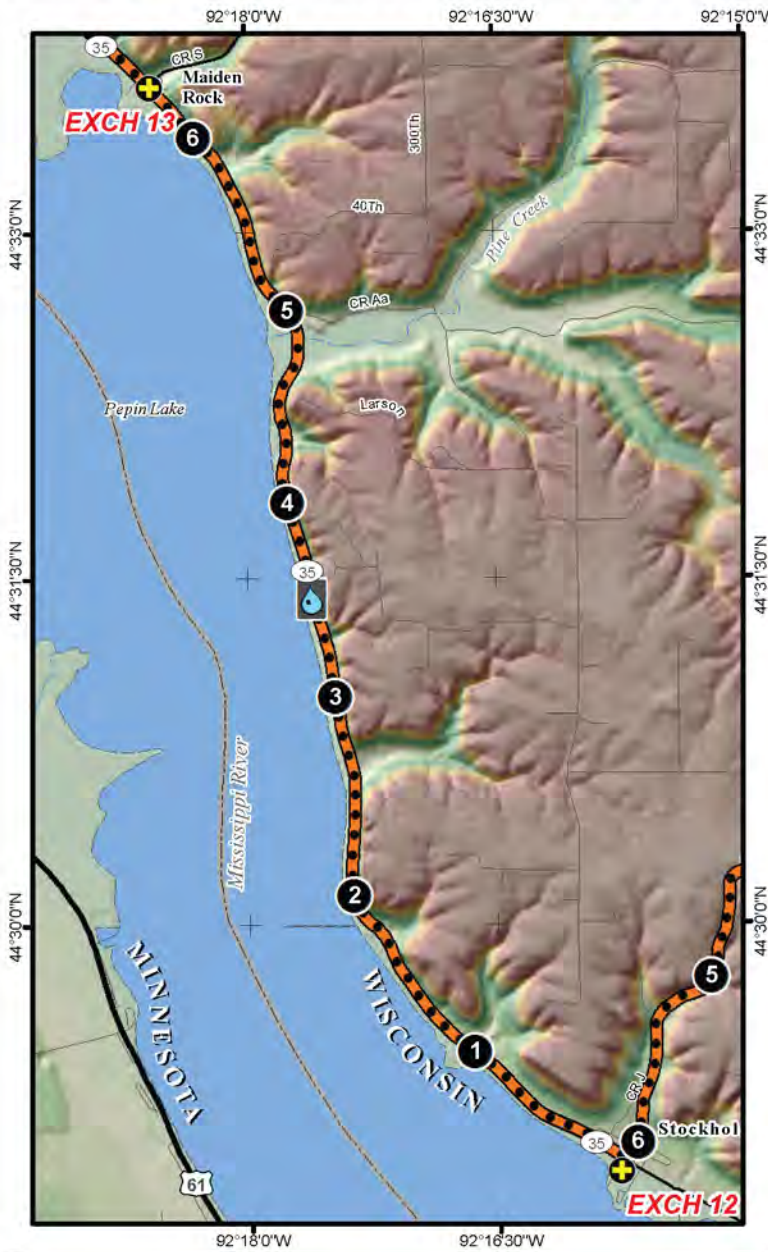 92°18'0"W
92°16'30"W
92°15'0"W
35
CR S
Maiden
Rock
EXCH 13
6
300Th
40Th
Pine Creek
44°33'0"N
44°33'0"N
5
CR Aa
Pepin Lake
Larson
4
35
44°31'30"N
44°31'30"N
3
Mississippi River
2
44°30'0"N
44°30'0"N
MINNESOTA
WISCONSIN
5
1
CR J
35
6
Stockhol
61
EXCH 12
92°18'0"W
92°16'30"W